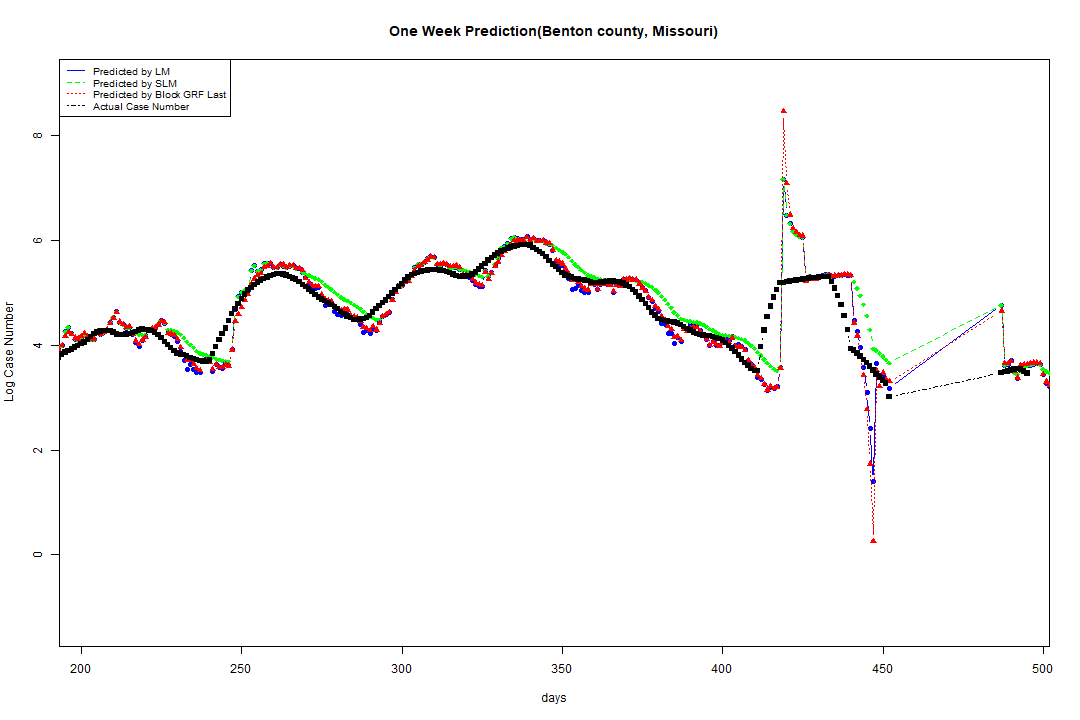 One Week Prediction(Benton county, Missouri)
Predicted by LM
Predicted by SLM
Predicted by Block GRF Last
Actual Case Number
Log Case Number
8
6
4
2
0
200 250 300 350 400 450 500
days